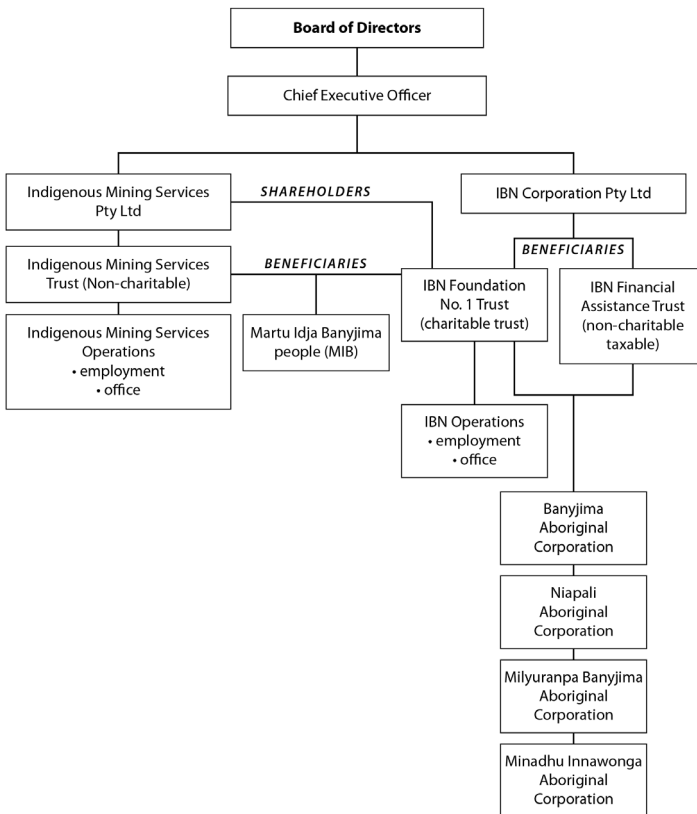 Board of Directors
Chief Executive Officer
Indigenous Mining Services
Pty Ltd
SHAREHOLDERS
IBN Corporation Pty Ltd
BENEFICIARIES
Indigenous Mining Services
Trust (Non-charitable)
BENEFICIARIES
IBN Foundation
No. 1 Trust
(charitable trust)
IBN Financial
Assistance Trust
(non-charitable
taxable)
Indigenous Mining Services
Operations
• employment
• office
Martu Idja Banyjima
people (MIB)
IBN Operations
• employment
• office
Banyjima
Aboriginal
Corporation
Niapali
Aboriginal
Corporation
Milyuranpa Banyjima
Aboriginal
Corporation
Minadhu Innawonga
Aboriginal
Corporation